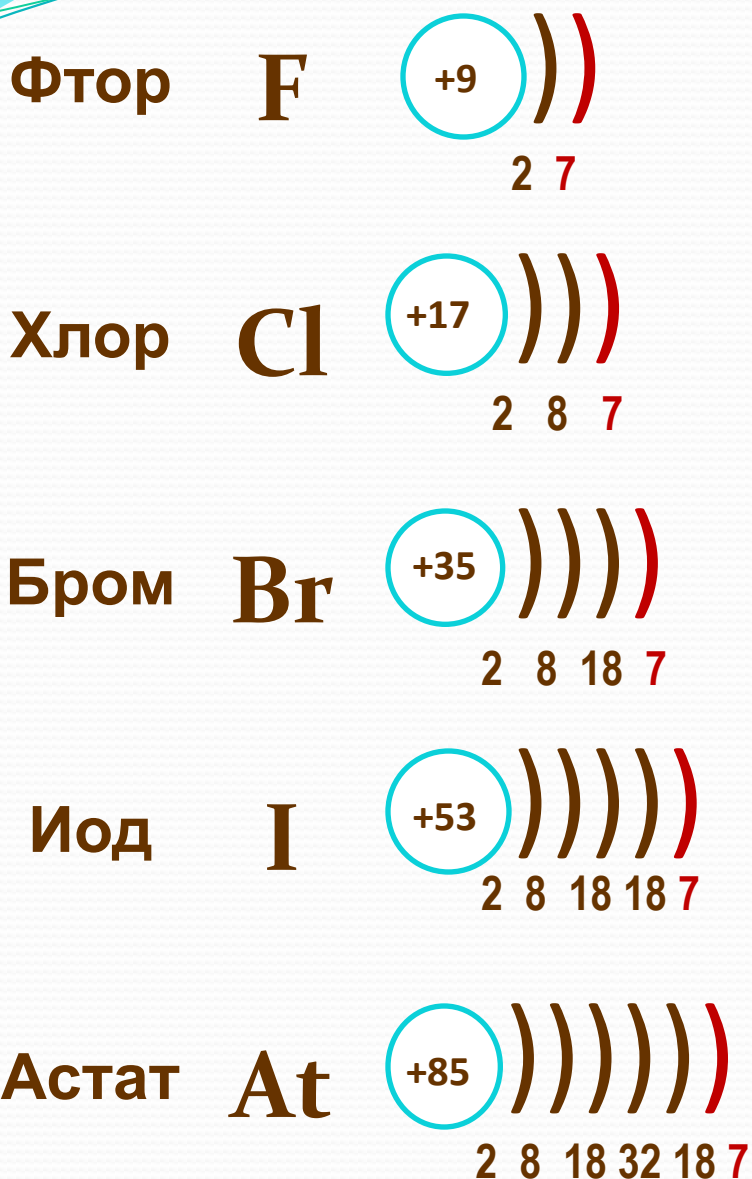 Фтор F +9
2 7
Хлор Cl +17
2 8 7
Бром Br +35
2 8 18 7
Иод I +53
2 8 18 18 7
Астат At +85
2 8 18 32 18 7